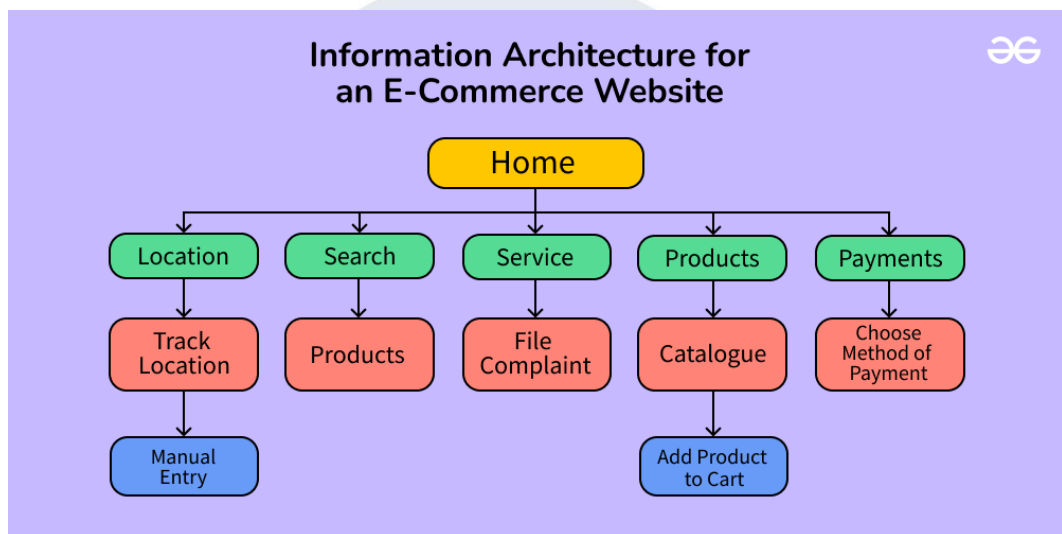 Information Architecture for
an E-Commerce Website
Home
Location
Search
Service
Products
Payments
Track
Location
Products
File
Complaint
Catalogue
Choose
Method of
Payment
Manual
Entry
Add Product
to Cart